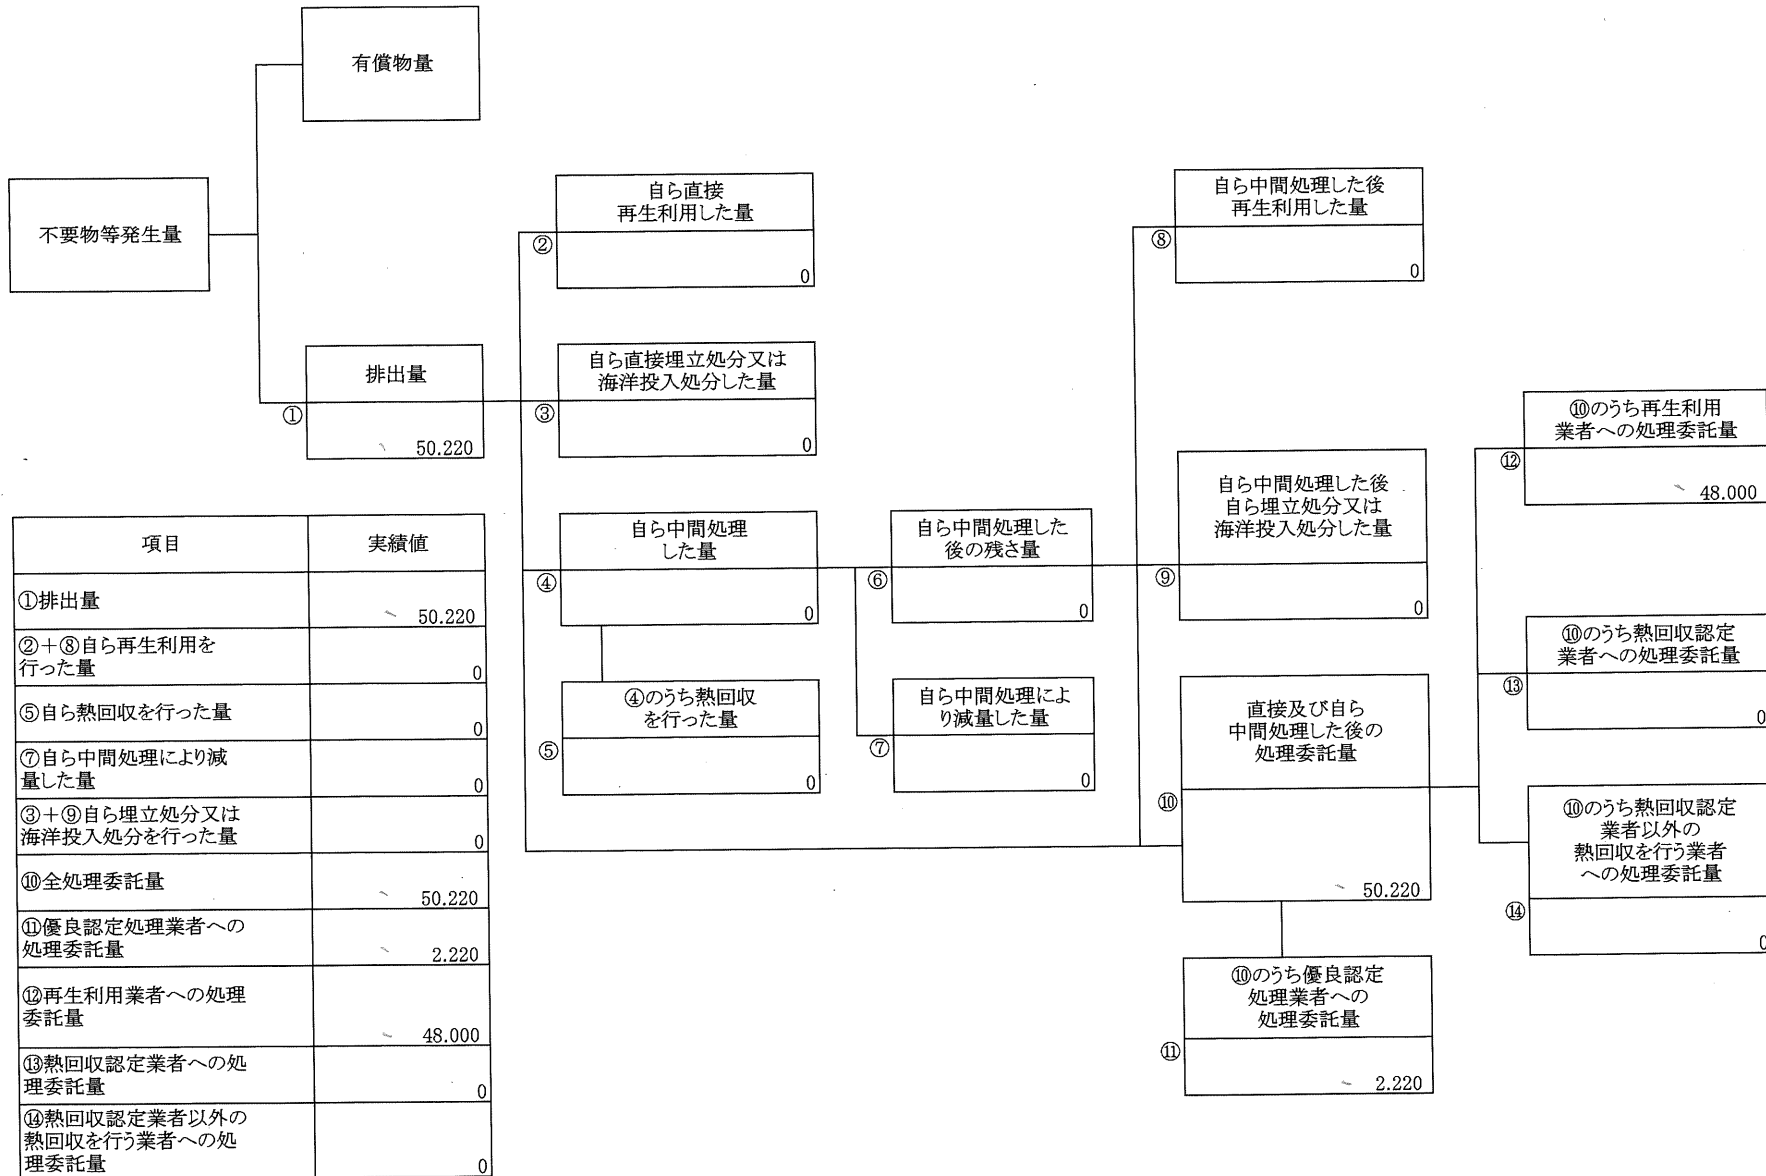 有償物量
不要物等発生量
排出量
①
50.220
自ら直接
再生利用した量
②
0
自ら直接埋立処分又は
海洋投入処分した量
③
0
自ら中間処理
した量
④
0
④のうち熱回収
を行った量
⑤
0
自ら中間処理した
後の残さ量
⑥
0
自ら中間処理によ
り減量した量
⑦
0
自ら中間処理した後
再生利用した量
⑧
0
自ら中間処理した後
自ら埋立処分又は
海洋投入処分した量
⑨
0
直接及び自ら
中間処理した後の
処理委託量
⑩
50.220
⑩のうち優良認定
処理業者への
処理委託量
⑪
2.220
⑩のうち再生利用
業者への処理委託量
⑫
48.000
⑩のうち熱回収認定
業者への処理委託量
⑬
0
⑩のうち熱回収認定
業者以外の
熱回収を行う業者
への処理委託量
⑭
0
項目 実績値
①排出量
50.220
②+⑧自ら再生利用を
行った量
0
⑤自ら熱回収を行った量
0
⑦自ら中間処理により減
量した量
0
③+⑨自ら埋立処分又は
海洋投入処分を行った量
0
⑩全処理委託量
50.220
⑪優良認定処理業者への
処理委託量
2.220
⑫再生利用業者への処理
委託量
48.000
⑬熱回収認定業者への処
理委託量
0
⑭熱回収認定業者以外の
熱回収を行う業者への処
理委託量
0